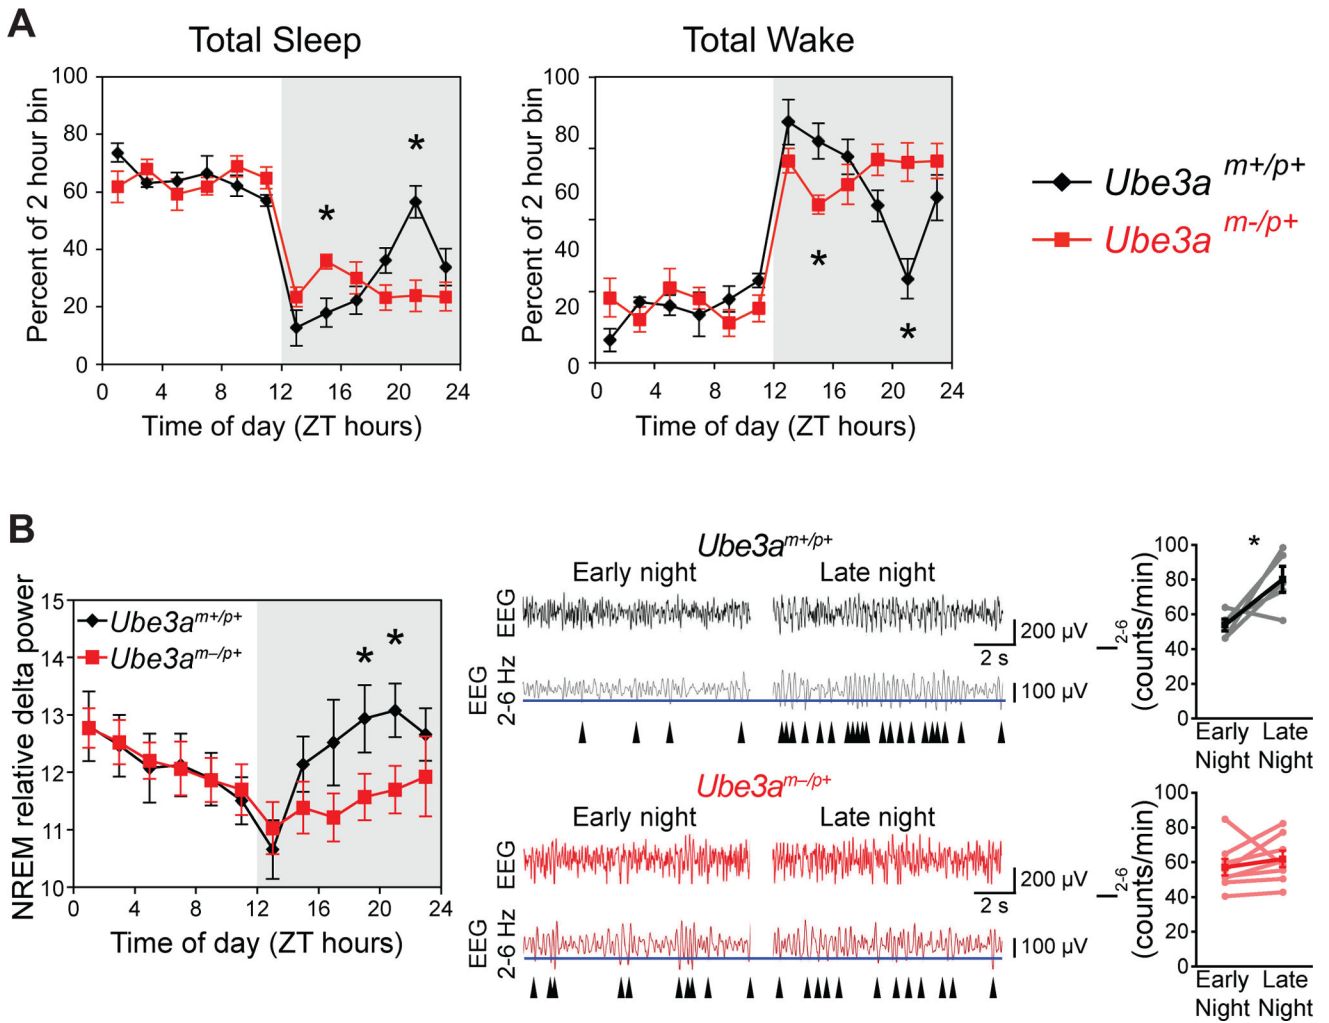 A
Total Sleep
Total Wake
Percent of 2 hour bin
100
80
60
40
20
0
*
*
0 4 8 12 16 20 24
Time of day (ZT hours)
Percent of 2 hour bin
100
80
60
40
20
0
*
*
0 4 8 12 16 20 24
Time of day (ZT hours)
Ube3a m+/p+
Ube3a m-/p+
B
NREM relative delta power
15
14
13
12
11
10
Ube3a m+/p+
Ube3a m–/p+
* *
0 4 8 12 16 20 24
Time of day (ZT hours)
Ube3a m+/p+
Early night Late night
EEG
200 µV
2 s
EEG
2-6 Hz
100 µV
I2-6
(counts/min)
100
80
60
40
20
0
*
Early Late
Night Night
Ube3a m–/p+
Early night Late night
EEG
200 µV
2 s
EEG
2-6 Hz
100 µV
I2-6
(counts/min)
100
80
60
40
20
0
Early Late
Night Night